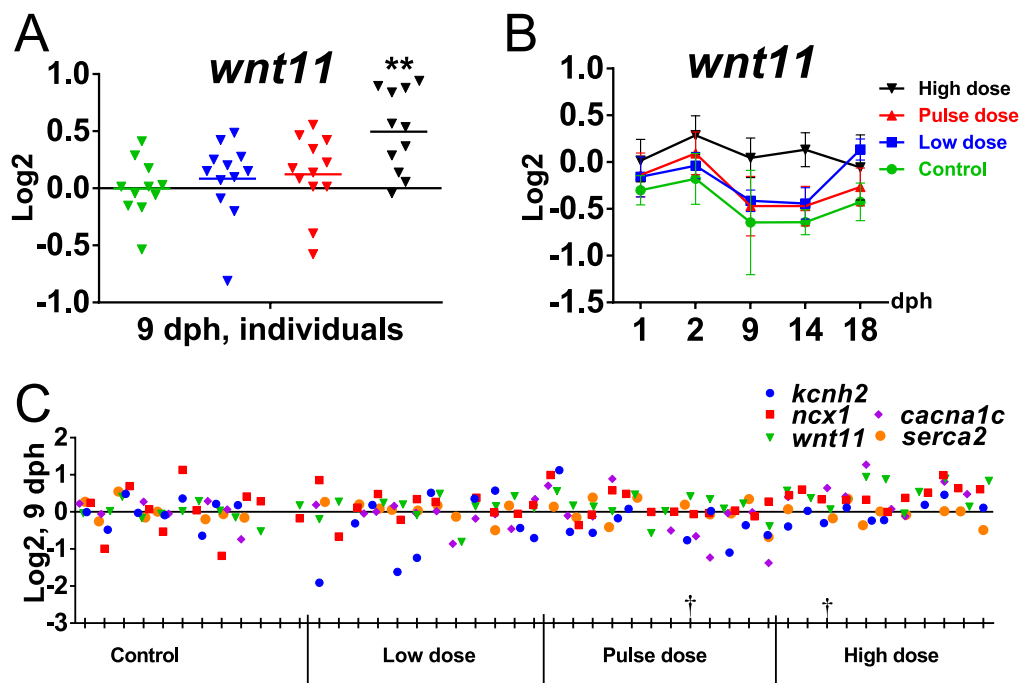 A
wnt11
**
1.0
0.5
0.0
-0.5
-1.0
Log2
9 dph, individuals
B
wnt11
1.0
0.5
0.0
-0.5
-1.0
-1.5
Log2
1 2 9 14 18
dph
High dose
Pulse dose
Low dose
Control
C
kcnh2
ncx1
wnt11
cacna1c
serca2
2
1
0
-1
-2
-3
Log2, 9 dph
† †
Control Low dose Pulse dose High dose